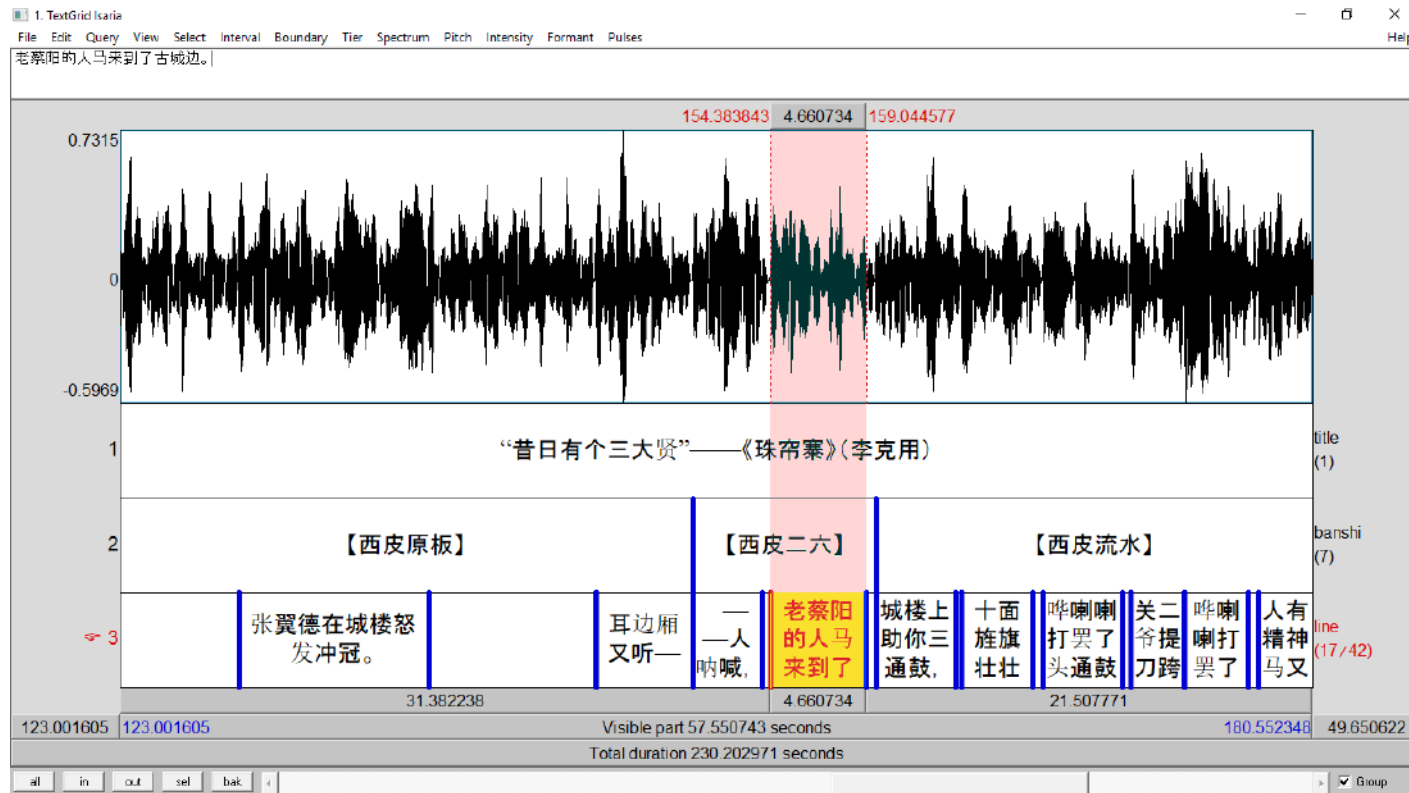 1. TextGrid Isaria
File Edit Query View Select Interval Boundary Tier Spectrum Pitch Intensity Formant Pulses Help
老蔡阳的人马来到了古城边。
154.383843 4.660734 159.044577
0.7315
0
-0.5969
1 “昔日有个三大贤”——《珠帘寨》(李克用) title
(1)
2 【西皮原板】 【西皮二六】 【西皮流水】 banshi
(7)
3 line
(17/42)
张翼德在城楼怒
发冲冠。
耳边厢
又听—
—
—人
呐喊,
老蔡阳
的人马
来到了
城楼上
助你三
通鼓,
十面
旌旗
壮壮
哗喇喇
打罢了
头通鼓
关二
爷提
刀跨
哗喇
喇打
罢了
人有
精神
马又
31.382238 4.660734 21.507771
123.001605 123.001605 Visible part 57.550743 seconds 180.552348 49.650622
Total duration 230.202971 seconds
all in out sel bak Group